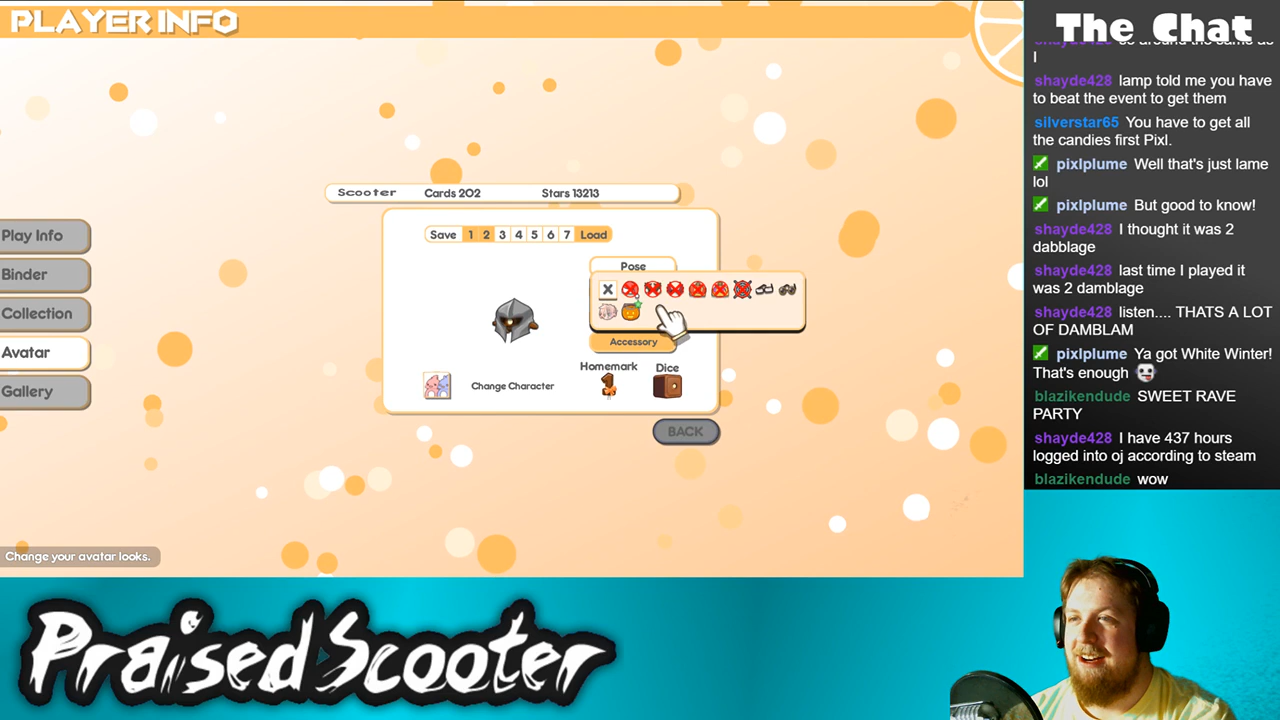 PLAYER INFO
Scooter Cards 202 Stars 13213
Save 1 2 3 4 5 6 7 Load
Pose
Accessory
Homemark Dice
Change Character
BACK
Play Info
Binder
Collection
Avatar
Gallery
Change your avatar looks.
PraisedScooter
The Chat
I
shayde428 lamp told me you have
to beat the event to get them
silverstar65 You have to get all
the candies first Pixl.
pixlplume Well that's just lame
lol
pixlplume But good to know!
shayde428 I thought it was 2
dabblage
shayde428 last time I played it
was 2 damblage
shayde428 listen.... THATS A LOT
OF DAMBLAM
pixlplume Ya got White Winter!
That's enough
blazikendude SWEET RAVE
PARTY
shayde428 I have 437 hours
logged into oj according to steam
blazikendude wow